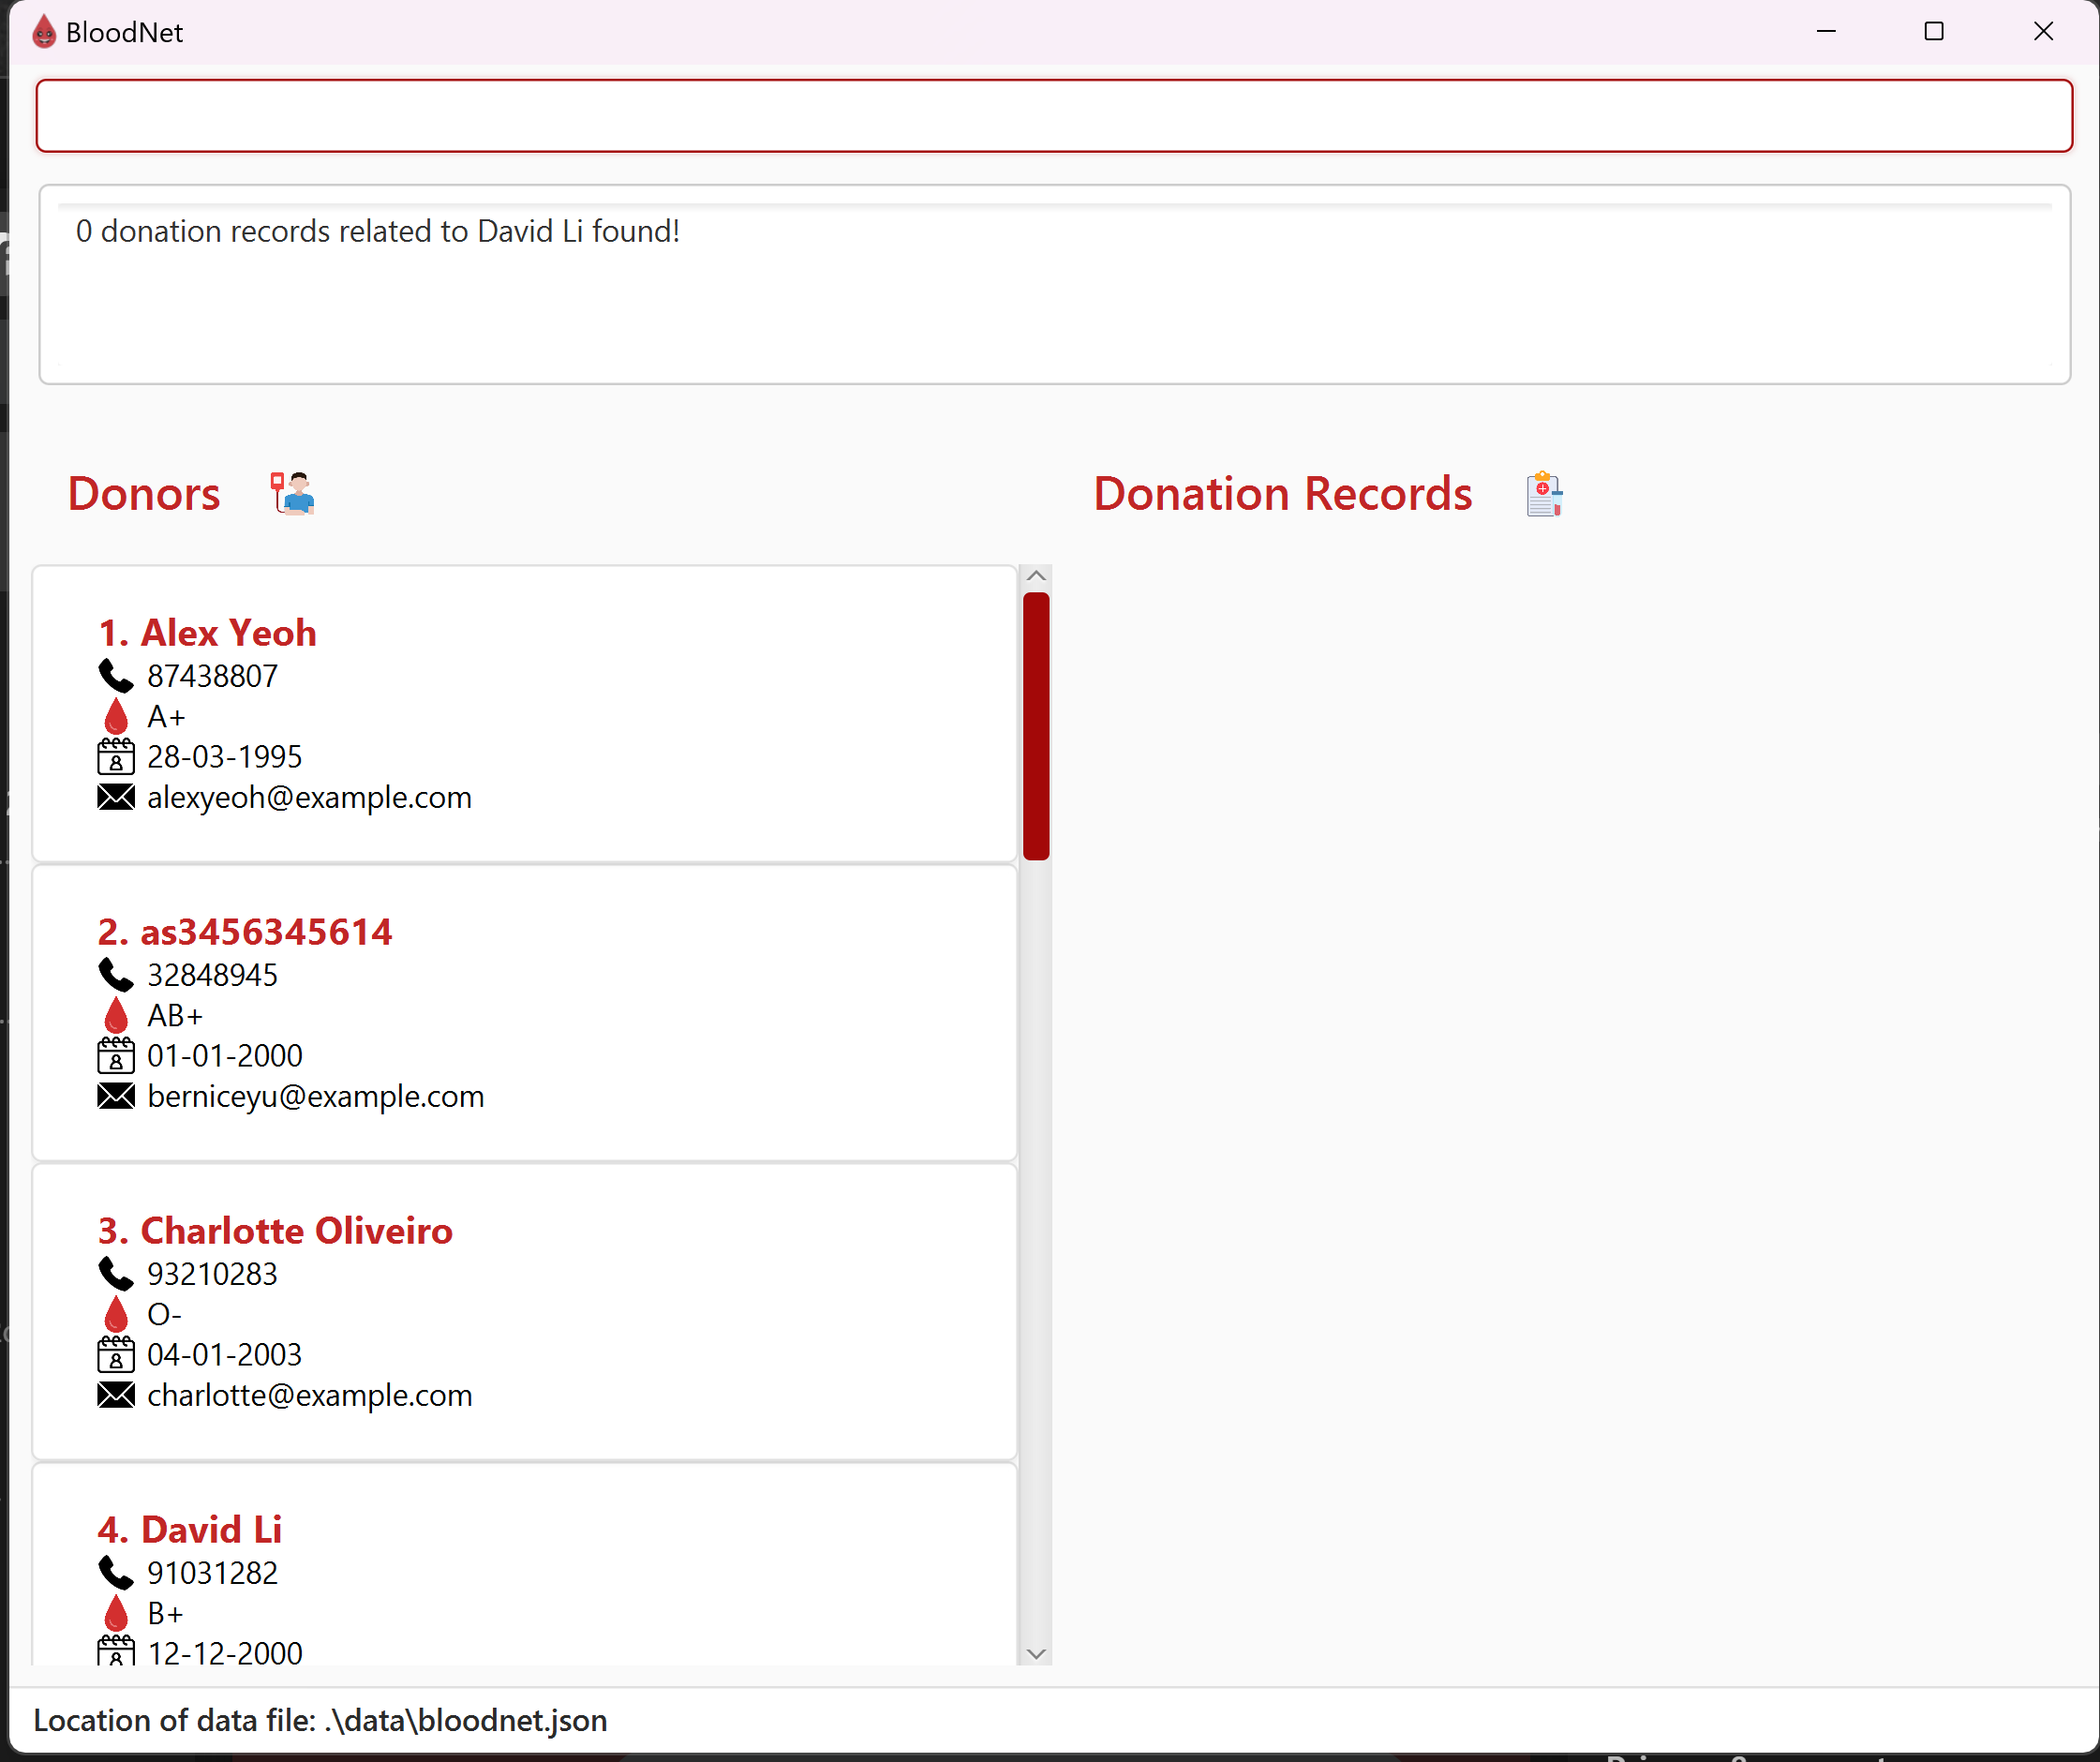 BloodNet
0 donation records related to David Li found!
Donors
Donation Records
1. Alex Yeoh
87438807
A+
28-03-1995
alexyeoh@example.com
2. as3456345614
32848945
AB+
01-01-2000
berniceyu@example.com
3. Charlotte Oliveiro
93210283
O-
04-01-2003
charlotte@example.com
4. David Li
91031282
B+
12-12-2000
Location of data file: .\data\bloodnet.json